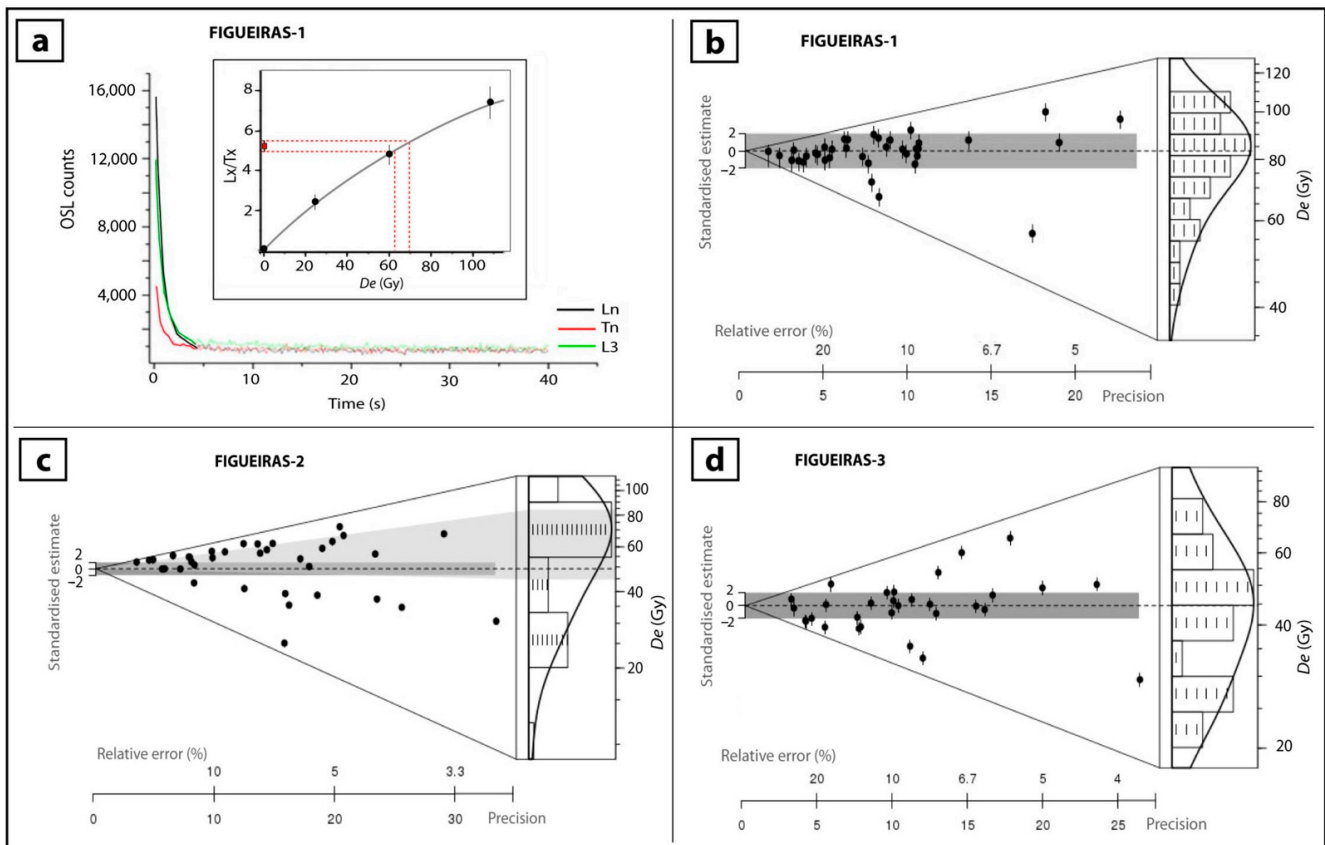 a
FIGUEIRAS-1
OSL counts
16,000
12,000
8,000
4,000
0
10
20
30
40
Time (s)
Lx/Tx
8
6
4
2
0
20
40
60
80
100
De (Gy)
Ln
Tn
L3
b
FIGUEIRAS-1
Standardised estimate
2
0
−2
120
100
80
60
40
De (Gy)
Relative error (%)
20
10
6.7
5
0
5
10
15
20
Precision
c
FIGUEIRAS-2
Standardised estimate
2
0
−2
100
80
60
40
20
De (Gy)
Relative error (%)
10
5
3.3
0
10
20
30
Precision
d
FIGUEIRAS-3
Standardised estimate
2
0
−2
80
60
40
20
De (Gy)
Relative error (%)
20
10
6.7
5
4
0
5
10
15
20
25
Precision